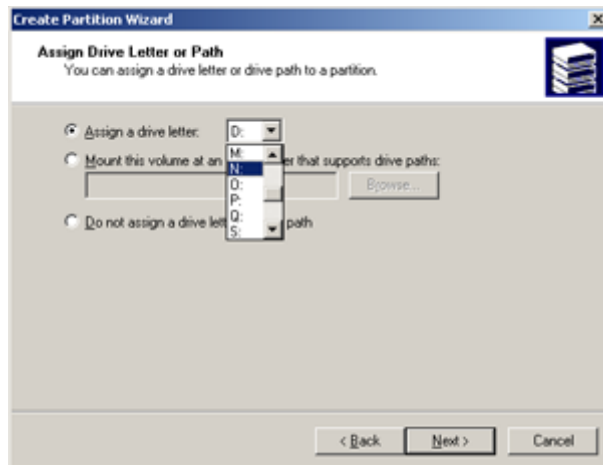 Create Partition Wizard
Assign Drive Letter or Path
You can assign a drive letter or drive path to a partition.
Assign a drive letter: D:
M:
Mount this volume at an er that supports drive paths:
N:
O:
Browse...
P:
Q:
Do not assign a drive lett path
S:
< Back Next > Cancel